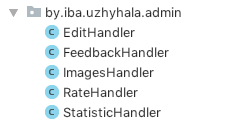 by.iba.uzhyhala.admin
C EditHandler
C FeedbackHandler
C ImagesHandler
C RateHandler
C StatisticHandler